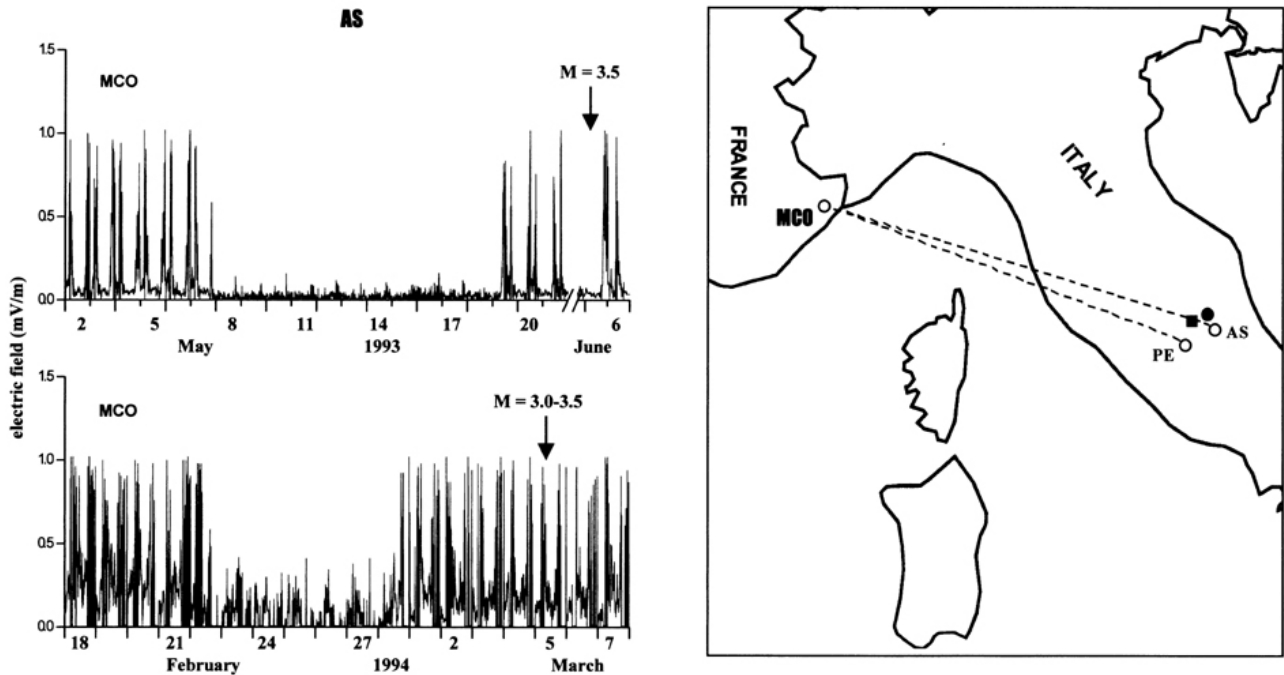 AS
electric field (mV/m)
1.5
1.0
0.5
0.0
MCO
M = 3.5
2 5 8 11 14 17 20 6
May 1993 June
1.5
1.0
0.5
0.0
MCO
M = 3.0-3.5
18 21 24 27 2 5 7
February 1994 March
FRANCE
ITALY
MCO
PE
AS